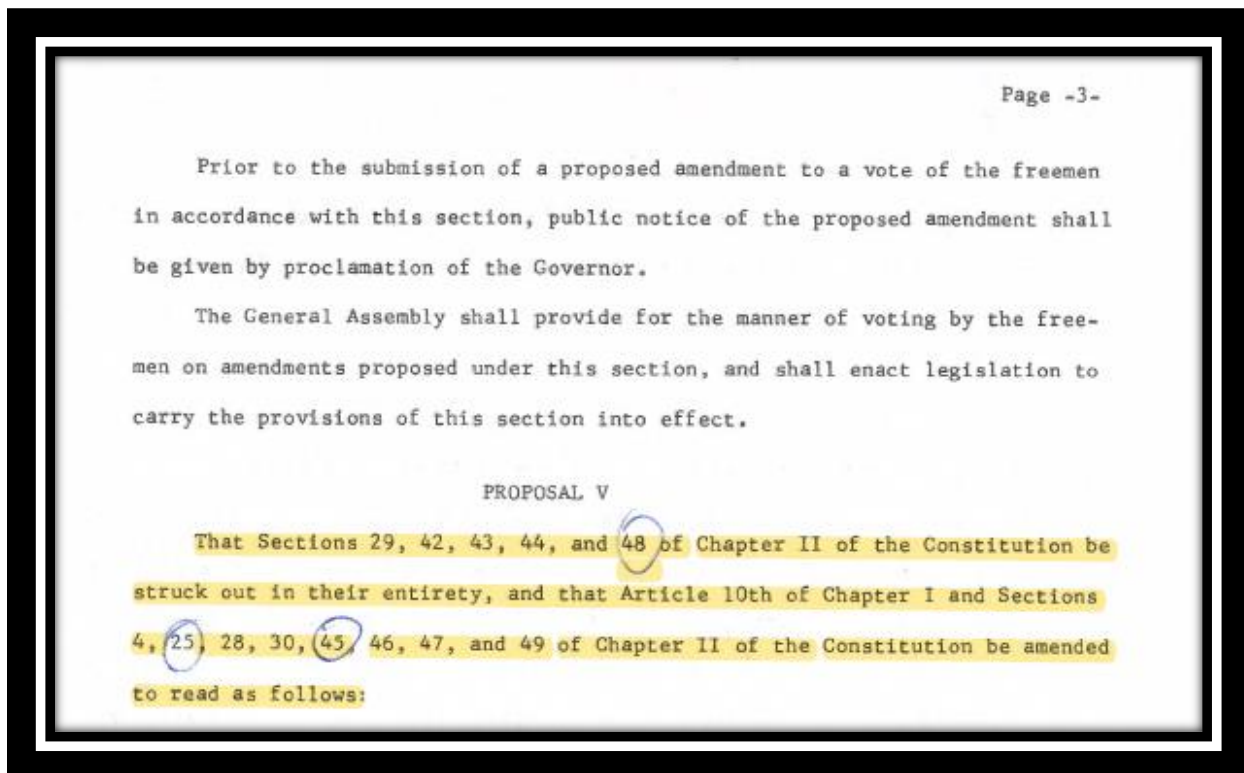 Page -3-
Prior to the submission of a proposed amendment to a vote of the freemen
in accordance with this section, public notice of the proposed amendment shall
be given by proclamation of the Governor.
The General Assembly shall provide for the manner of voting by the free-
men on amendments proposed under this section, and shall enact legislation to
carry the provisions of this section into effect.
PROPOSAL V
That Sections 29, 42, 43, 44, and 48 of Chapter II of the Constitution be
struck out in their entirety, and that Article 10th of Chapter I and Sections
4, 25, 28, 30, 45, 46, 47, and 49 of Chapter II of the Constitution be amended
to read as follows: